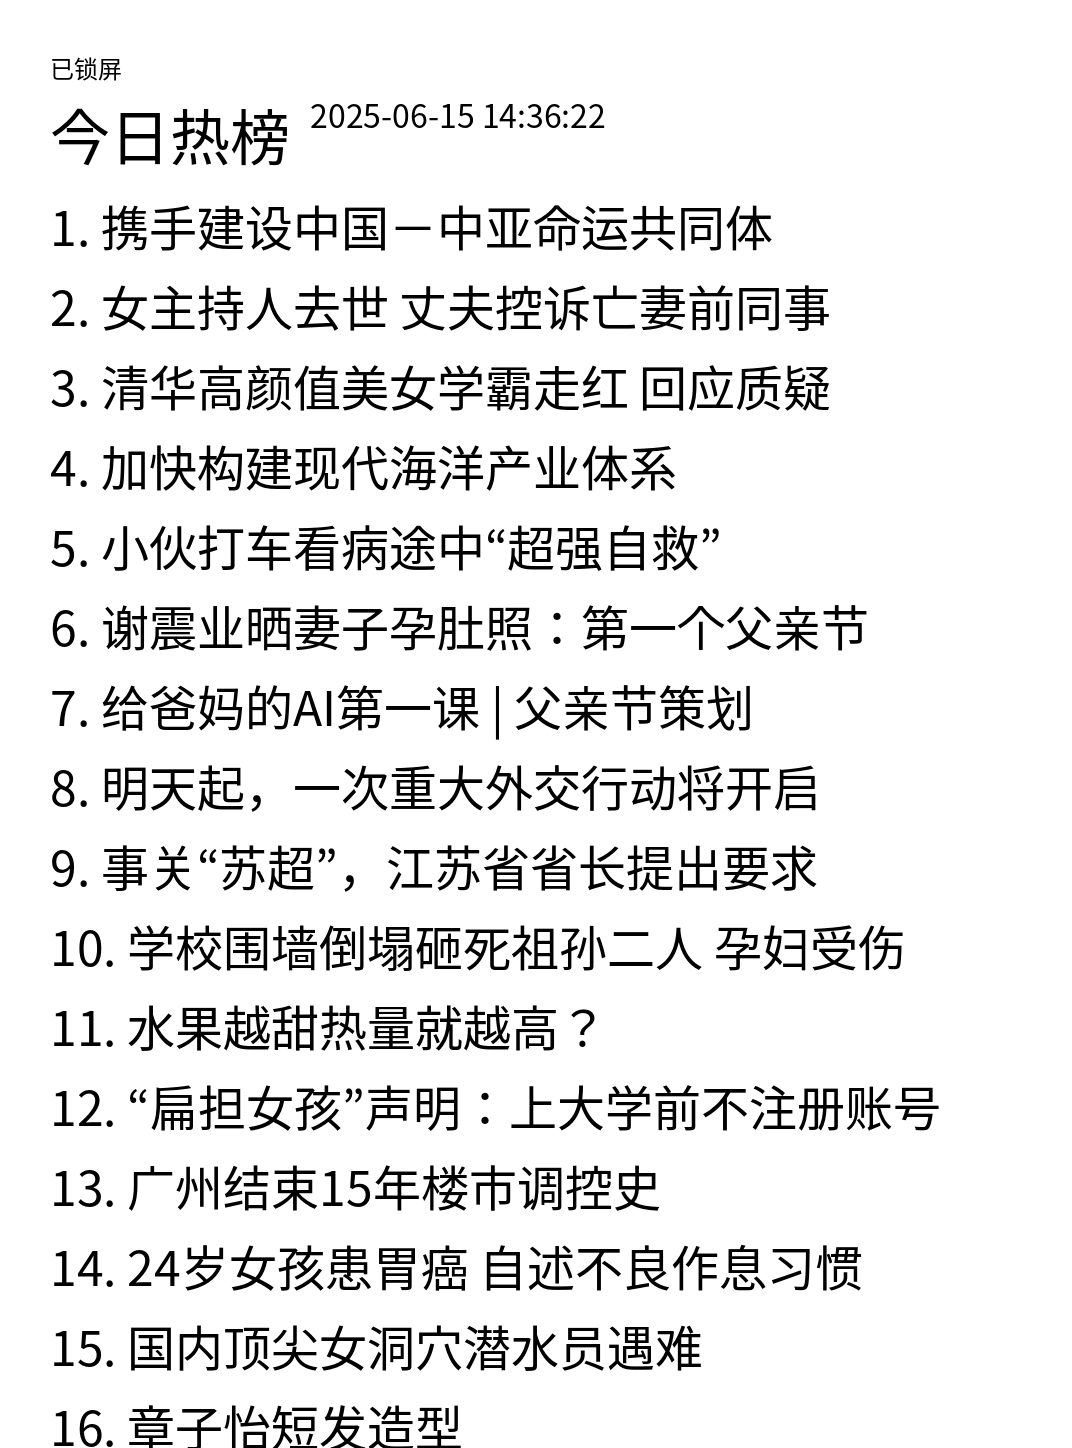 已锁屏
今日热榜 2025-06-15 14:36:22
1. 携手建设中国－中亚命运共同体
2. 女主持人去世 丈夫控诉亡妻前同事
3. 清华高颜值美女学霸走红 回应质疑
4. 加快构建现代海洋产业体系
5. 小伙打车看病途中“超强自救”
6. 谢震业晒妻子孕肚照：第一个父亲节
7. 给爸妈的AI第一课 | 父亲节策划
8. 明天起，一次重大外交行动将开启
9. 事关“苏超”，江苏省省长提出要求
10. 学校围墙倒塌砸死祖孙二人 孕妇受伤
11. 水果越甜热量就越高？
12. “扁担女孩”声明：上大学前不注册账号
13. 广州结束15年楼市调控史
14. 24岁女孩患胃癌 自述不良作息习惯
15. 国内顶尖女洞穴潜水员遇难
16. 章子怡短发造型